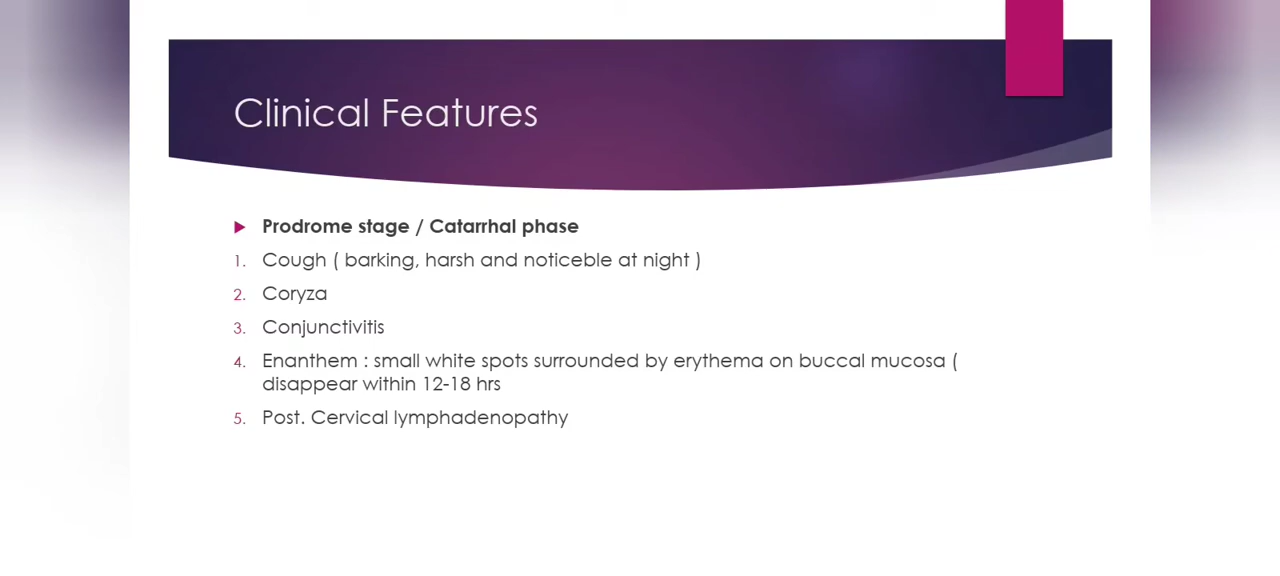 Clinical Features
Prodrome stage / Catarrhal phase
1. Cough ( barking, harsh and noticeble at night )
2. Coryza
3. Conjunctivitis
4. Enanthem : small white spots surrounded by erythema on buccal mucosa (
disappear within 12-18 hrs
5. Post. Cervical lymphadenopathy